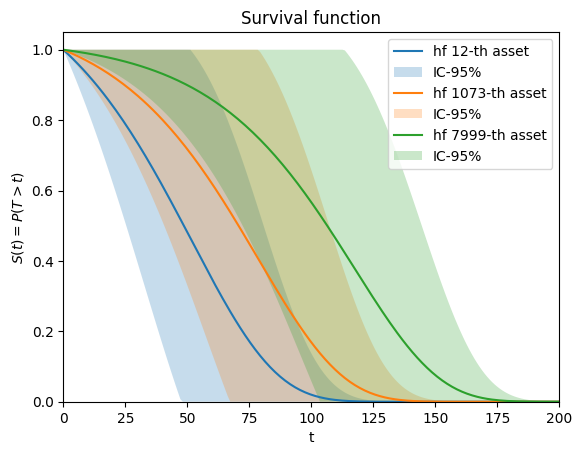 Survival function
S(t) = P(T > t)
1.0
0.8
0.6
0.4
0.2
0.0
hf 12-th asset
IC-95%
hf 1073-th asset
IC-95%
hf 7999-th asset
IC-95%
0 25 50 75 100 125 150 175 200
t